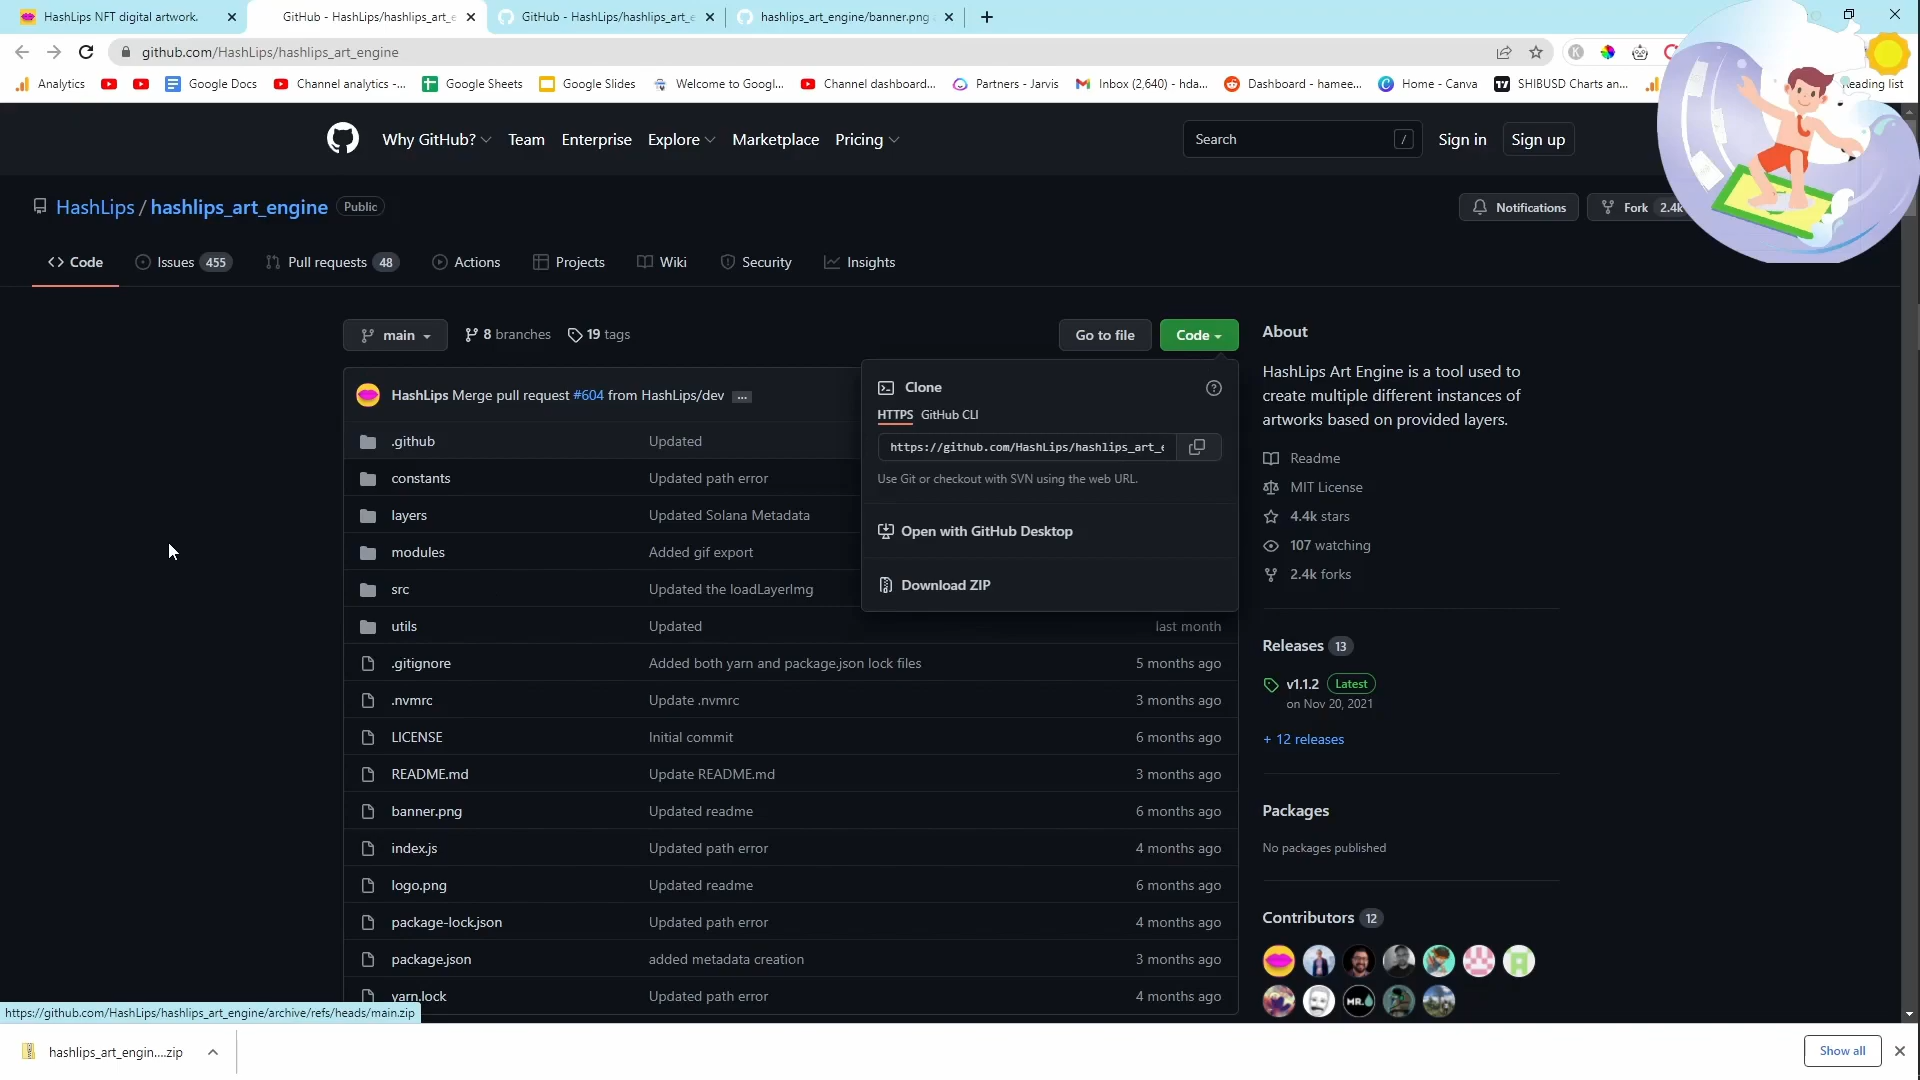 HashLips NFT digital artwork.
GitHub - HashLips/hashlips_art_e
GitHub - HashLips/hashlips_art_e
hashlips_art_engine/banner.png
github.com/HashLips/hashlips_art_engine
Analytics
Google Docs
Channel analytics -...
Google Sheets
Google Slides
Welcome to Googl...
Channel dashboard...
Partners - Jarvis
Inbox (2,640) - hda...
Dashboard - hamee...
Home - Canva
SHIBUSD Charts an...
Reading list
Why GitHub?
Team
Enterprise
Explore
Marketplace
Pricing
Search
/
Sign in
Sign up
HashLips / hashlips_art_engine
Public
Notifications
Fork 2.4k
Code
Issues 455
Pull requests 48
Actions
Projects
Wiki
Security
Insights
main
8 branches
19 tags
Go to file
Code
HashLips Merge pull request #604 from HashLips/dev ...
.github Updated
constants Updated path error
layers Updated Solana Metadata
modules Added gif export
src Updated the loadLayerImg
utils Updated last month
.gitignore Added both yarn and package.json lock files 5 months ago
.nvmrc Update .nvmrc 3 months ago
LICENSE Initial commit 6 months ago
README.md Update README.md 3 months ago
banner.png Updated readme 6 months ago
index.js Updated path error 4 months ago
logo.png Updated readme 6 months ago
package-lock.json Updated path error 4 months ago
package.json added metadata creation 3 months ago
yarn.lock Updated path error 4 months ago
Clone
HTTPS GitHub CLI
https://github.com/HashLips/hashlips_art_e
Use Git or checkout with SVN using the web URL.
Open with GitHub Desktop
Download ZIP
About
HashLips Art Engine is a tool used to
create multiple different instances of
artworks based on provided layers.
Readme
MIT License
4.4k stars
107 watching
2.4k forks
Releases 13
v1.1.2 Latest
on Nov 20, 2021
+ 12 releases
Packages
No packages published
Contributors 12
MR.
https://github.com/HashLips/hashlips_art_engine/archive/refs/heads/main.zip
hashlips_art_engin....zip
Show all